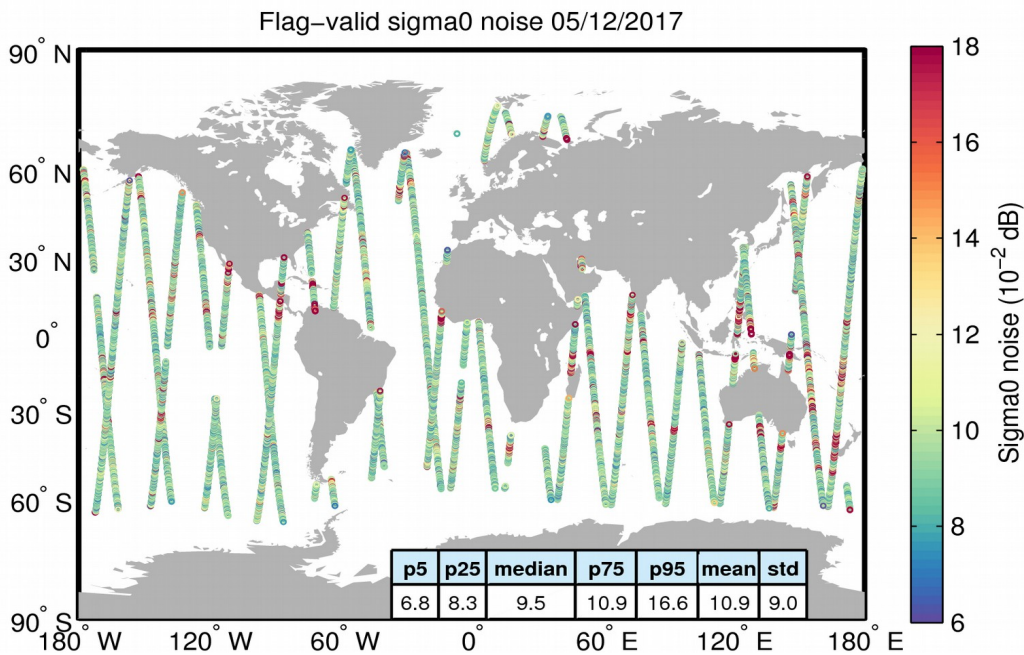 Flag−valid sigma0 noise 05/12/2017
90° N
60° N
30° N
0°
30° S
60° S
90° S
180° W
120° W
60° W
0°
60° E
120° E
180° E
p5 p25 median p75 p95 mean std
6.8 8.3 9.5 10.9 16.6 10.9 9.0
18
16
14
12
10
8
6
Sigma0 noise (10⁻² dB)